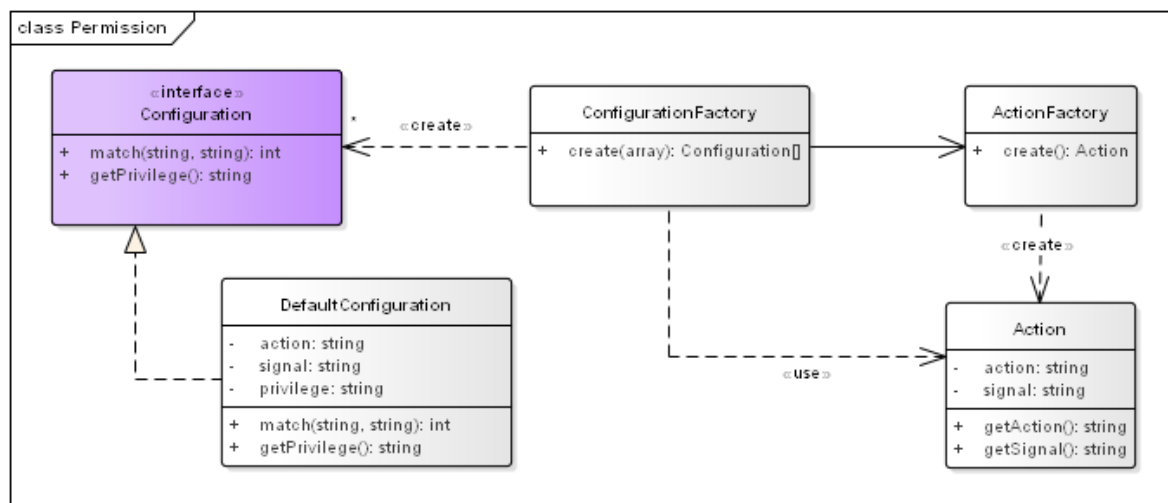 class Permission
«interface»
Configuration
+ match(string, string): int
+ getPrivilege(): string
*
«create»
ConfigurationFactory
+ create(array): Configuration[]
ActionFactory
+ create(): Action
«create»
DefaultConfiguration
- action: string
- signal: string
- privilege: string
+ match(string, string): int
+ getPrivilege(): string
«use»
Action
- action: string
- signal: string
+ getAction(): string
+ getSignal(): string